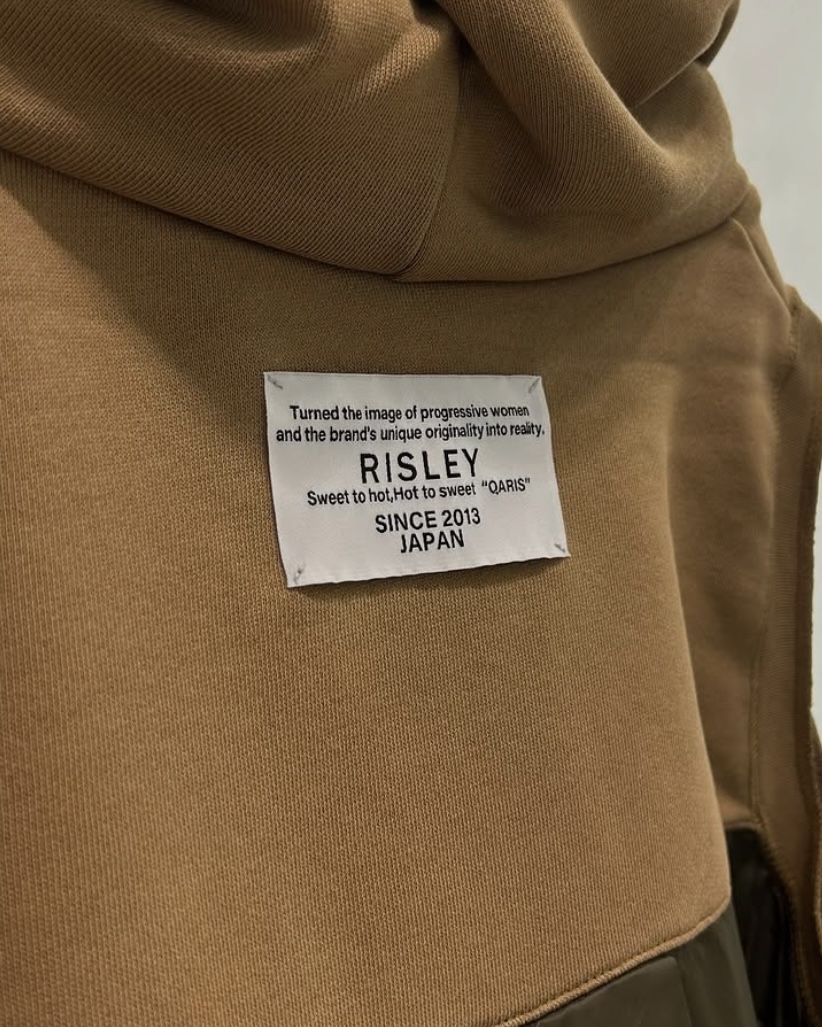 Turned the image of progressive women
and the brand's unique originality into reality.
RISLEY
Sweet to hot,Hot to sweet "QARIS"
SINCE 2013
JAPAN